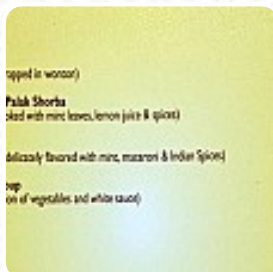 rapped in wonton)
Palak Shorba
oked with mint leaves, lemon juice & spices)
delicately flavored with mint, macaroni & Indian Spices)
oup
on of vegetables and white sauce)